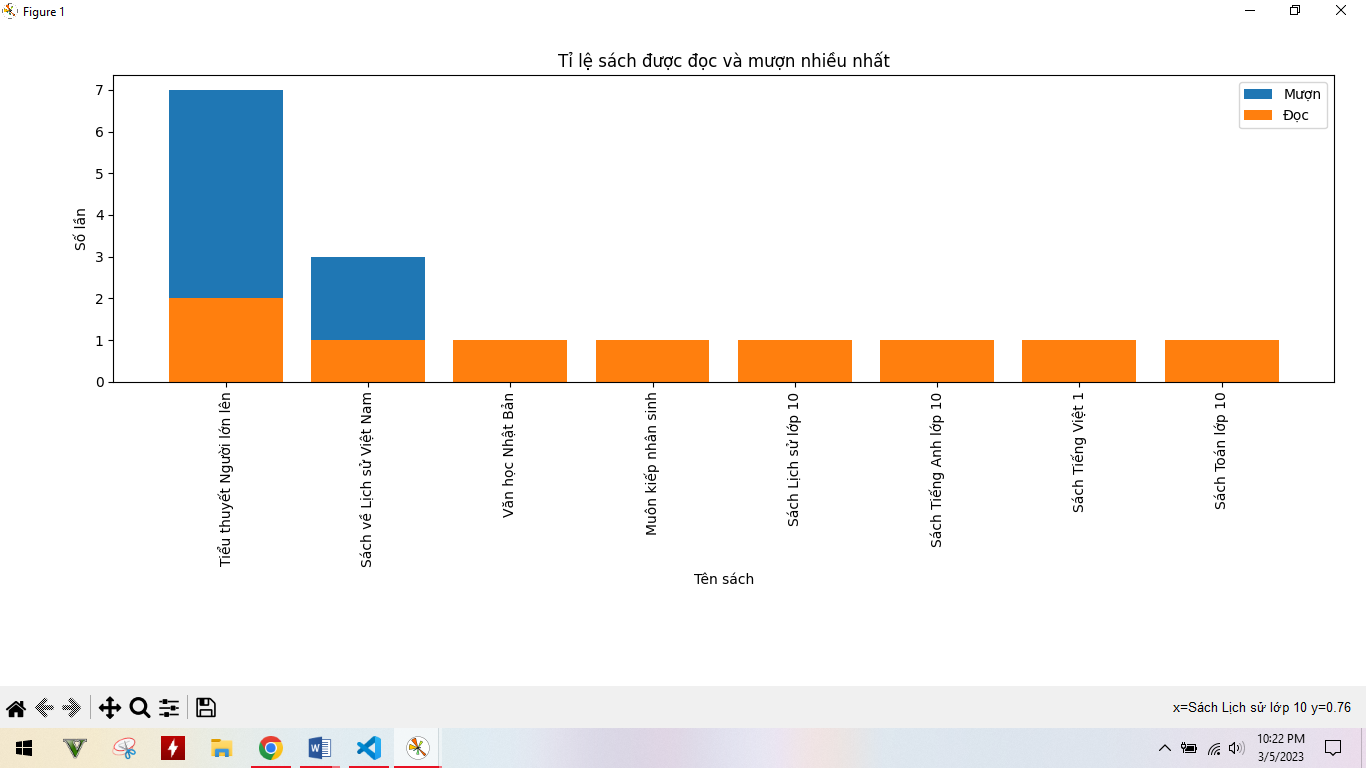 Figure 1
Tỉ lệ sách được đọc và mượn nhiều nhất
Mượn
Đọc
7
6
5
4
3
2
1
0
Số lần
Tiểu thuyết Người lớn lên
Sách về Lịch sử Việt Nam
Văn học Nhật Bản
Muôn kiếp nhân sinh
Sách Lịch sử lớp 10
Sách Tiếng Anh lớp 10
Sách Tiếng Việt 1
Sách Toán lớp 10
Tên sách
x=Sách Lịch sử lớp 10 y=0.76
10:22 PM
3/5/2023